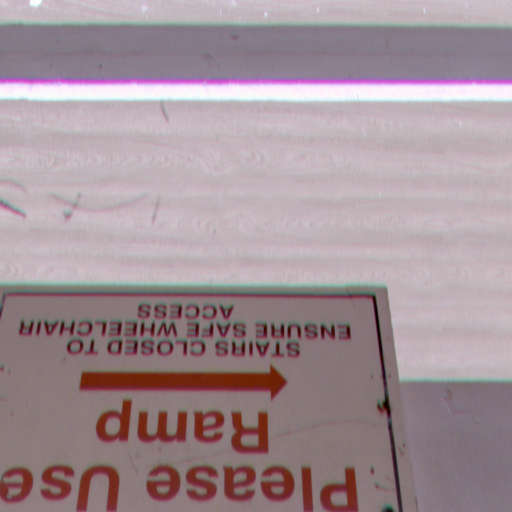 Please Use
Ramp
STAIRS CLOSED TO
ENSURE SAFE WHEELCHAIR
ACCESS